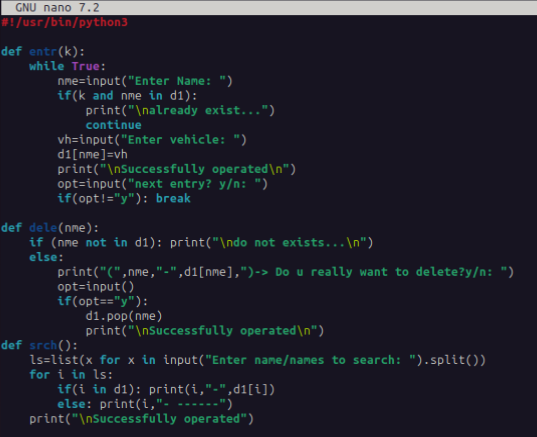 GNU nano 7.2
#!/usr/bin/python3
def entr(k):
    while True:
        nme=input("Enter Name: ")
        if(k and nme in d1):
            print("\nalready exist...")
            continue
        vh=input("Enter vehicle: ")
        d1[nme]=vh
        print("\nSuccessfully operated\n")
        opt=input("next entry? y/n: ")
        if(opt!="y"): break
def dele(nme):
    if (nme not in d1): print("\ndo not exists...\n")
    else:
        print("(",nme,"-",d1[nme],")-> Do u really want to delete?y/n: ")
        opt=input()
        if(opt=="y"):
            d1.pop(nme)
            print("\nSuccessfully operated\n")
def srch():
    ls=list(x for x in input("Enter name/names to search: ").split())
    for i in ls:
        if(i in d1): print(i,"-",d1[i])
        else: print(i,"- ------")
    print("\nSuccessfully operated")